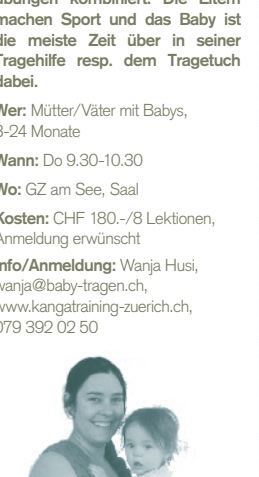 übungen kombiniert. Die Eltern
machen Sport und das Baby ist
die meiste Zeit über in seiner
Tragehilfe resp. dem Tragetuch
dabei.
Wer: Mütter/Väter mit Babys,
3-24 Monate
Wann: Do 9.30-10.30
Wo: GZ am See, Saal
Kosten: CHF 180.-/8 Lektionen,
Anmeldung erwünscht
Info/Anmeldung: Wanja Husi,
wanja@baby-tragen.ch,
www.kangatraining-zuerich.ch,
079 392 02 50